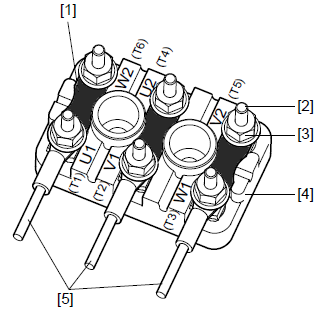 [1]
(T6)
(T4)
W2
U2
(T5)
V2
[2]
[3]
U1
V1
W1
(T1)
(T2)
(T3)
[4]
[5]